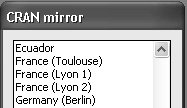 CRAN mirror
Ecuador
France (Toulouse)
France (Lyon 1)
France (Lyon 2)
Germany (Berlin)